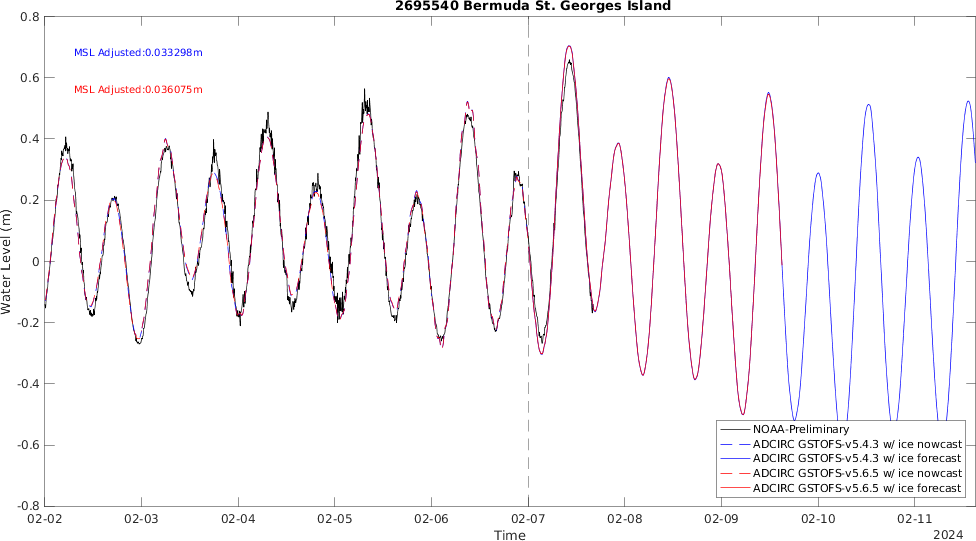 2695540 Bermuda St. Georges Island
0.8
MSL Adjusted:0.033298m
0.6
MSL Adjusted:0.036075m
0.4
0.2
Water Level (m)
0
-0.2
-0.4
NOAA-Preliminary
ADCIRC GSTOFS-v5.4.3 w/ ice nowcast
-0.6
ADCIRC GSTOFS-v5.4.3 w/ ice forecast
ADCIRC GSTOFS-v5.6.5 w/ ice nowcast
ADCIRC GSTOFS-v5.6.5 w/ ice forecast
-0.8
02-02 02-03 02-04 02-05 02-06 02-07 02-08 02-09 02-10 02-11
Time
2024